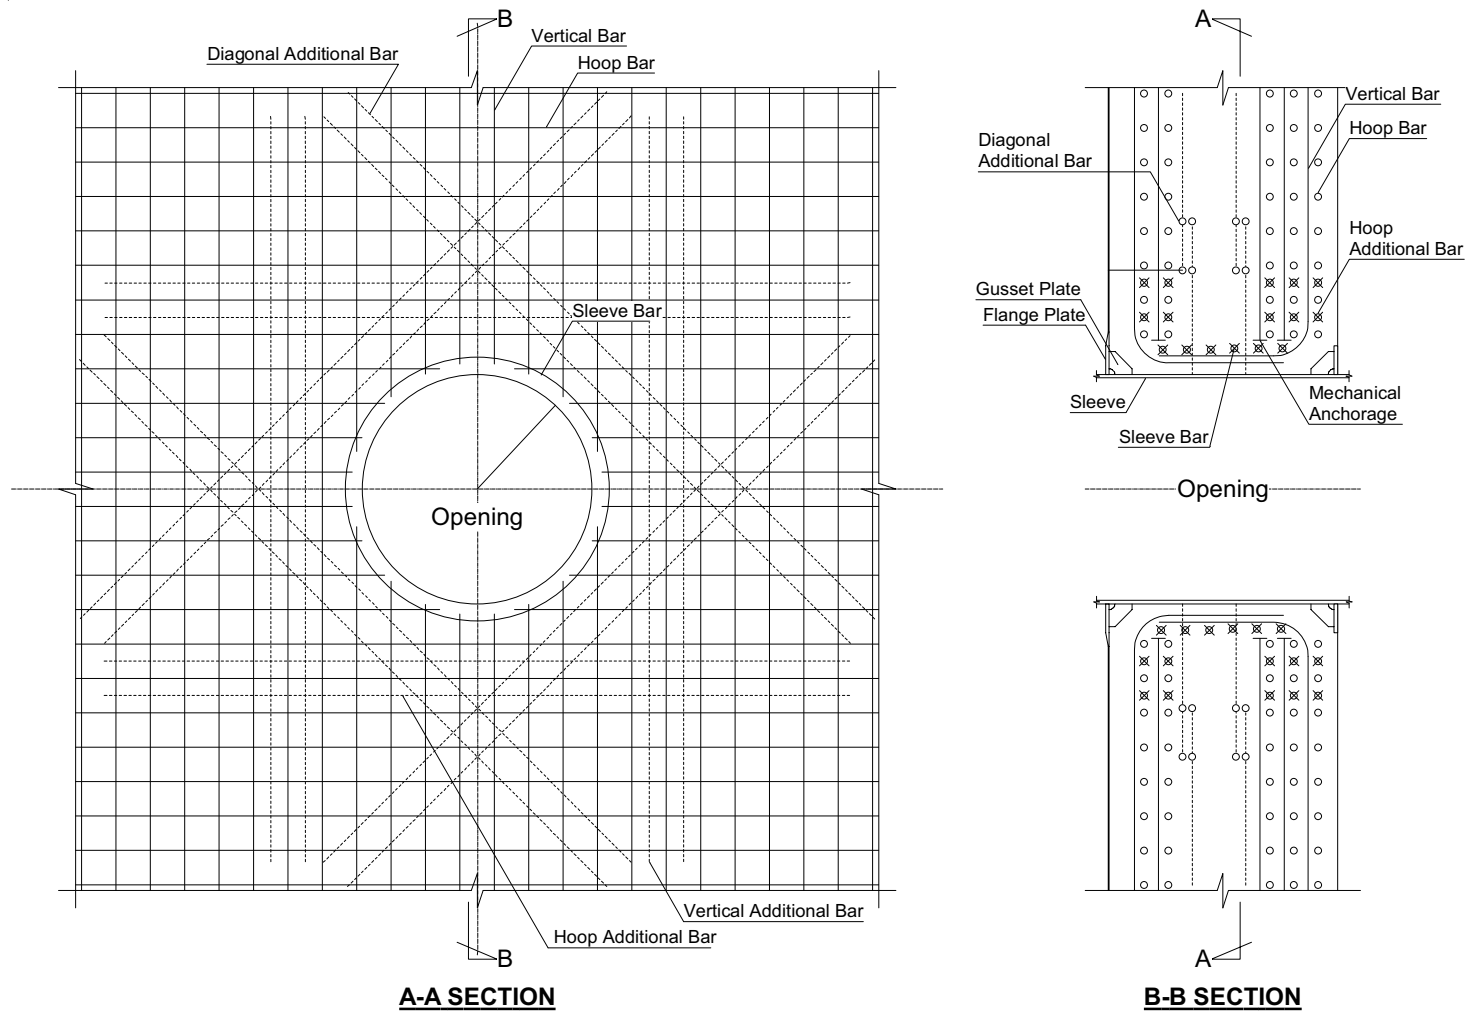 B
Vertical Bar
Diagonal Additional Bar
Hoop Bar
Sleeve Bar
Opening
Vertical Additional Bar
Hoop Additional Bar
B
A-A SECTION
A
Vertical Bar
Hoop Bar
Diagonal
Additional Bar
Hoop
Additional Bar
Gusset Plate
Flange Plate
Sleeve
Mechanical
Anchorage
Sleeve Bar
Opening
A
B-B SECTION